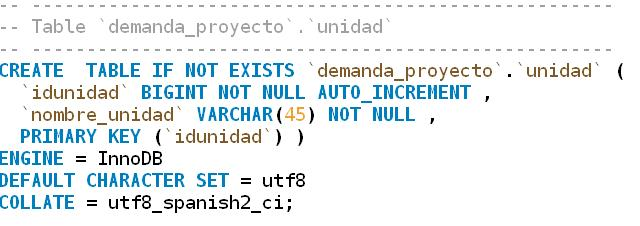 -- -----------------------------------------------------
-- Table `demanda_proyecto`.`unidad`
-- -----------------------------------------------------
CREATE  TABLE IF NOT EXISTS `demanda_proyecto`.`unidad` (
  `idunidad` BIGINT NOT NULL AUTO_INCREMENT ,
  `nombre_unidad` VARCHAR(45) NOT NULL ,
  PRIMARY KEY (`idunidad`) )
ENGINE = InnoDB
DEFAULT CHARACTER SET = utf8
COLLATE = utf8_spanish2_ci;